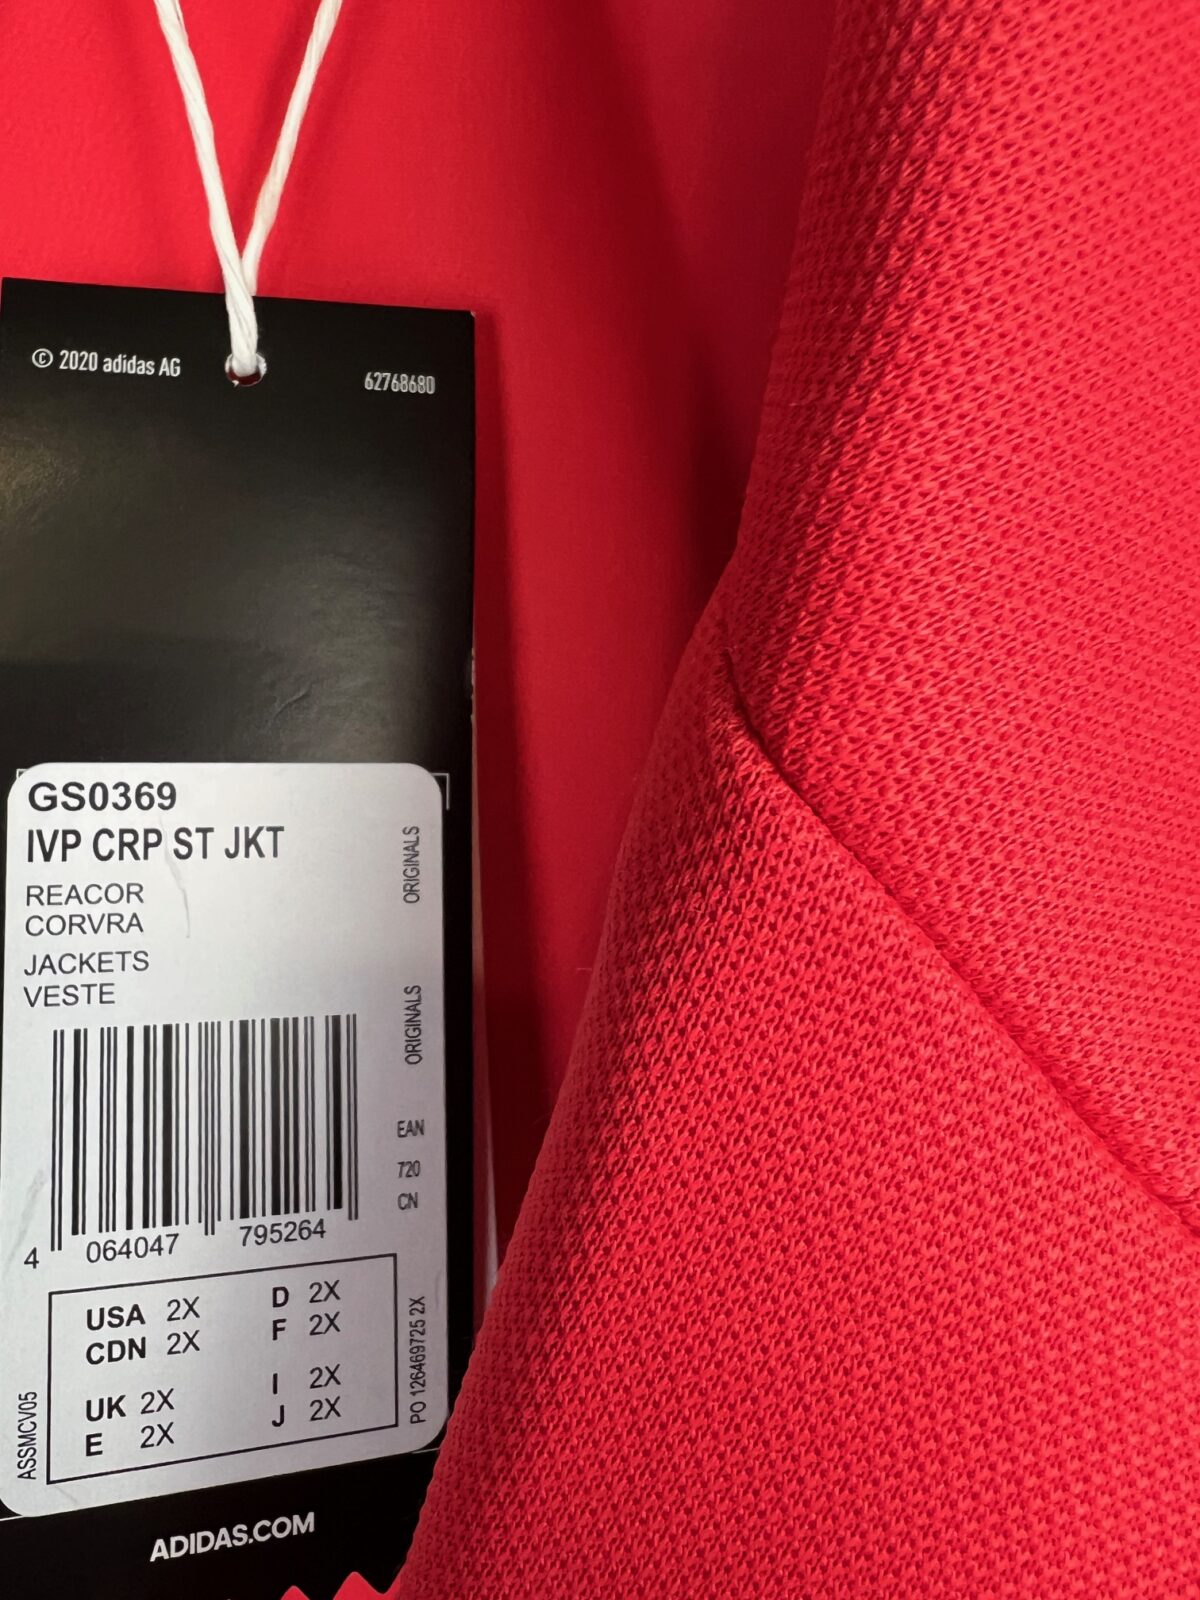 © 2020 adidas AG
62768680
GS0369
IVP CRP ST JKT
REACOR
CORVRA
JACKETS
VESTE
ORIGINALS
ORIGINALS
EAN
720
CN
4 064047 795264
USA 2X D 2X
CDN 2X F 2X
UK 2X I 2X
E 2X J 2X
ASSMCV05
PO 126469725 2X
ADIDAS.COM